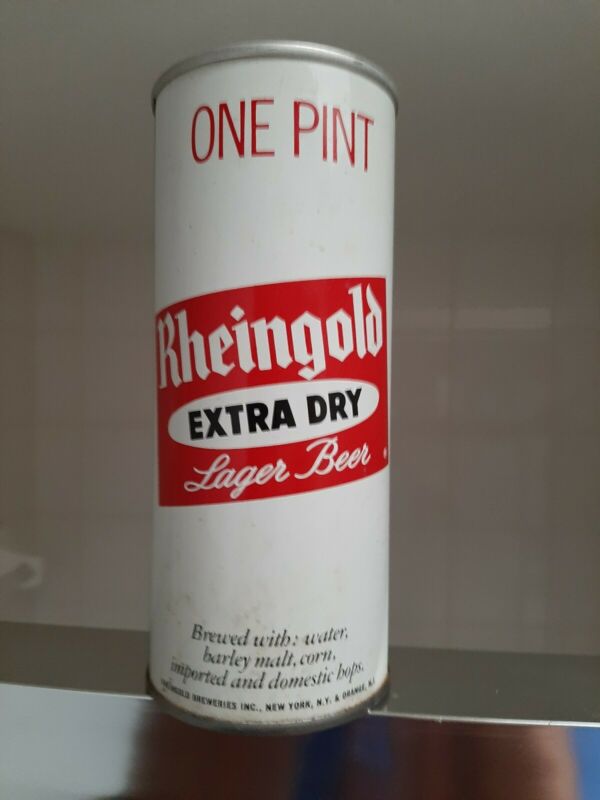 ONE PINT
Rheingold
EXTRA DRY
Lager Beer
Brewed with: water,
barley malt, corn,
imported and domestic hops.
RHEINGOLD BREWERIES INC., NEW YORK, N.Y. & ORANGE, N.J.